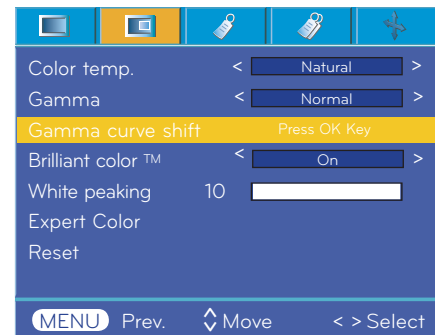 Color temp. < Natural >
Gamma < Normal >
Gamma curve shift Press OK Key
Brilliant color ™ < On >
White peaking 10
Expert Color
Reset
MENU Prev. Move < > Select